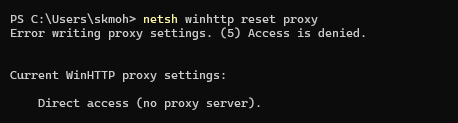 PS C:\Users\skmoh> netsh winhttp reset proxy
Error writing proxy settings. (5) Access is denied.
Current WinHTTP proxy settings:
Direct access (no proxy server).